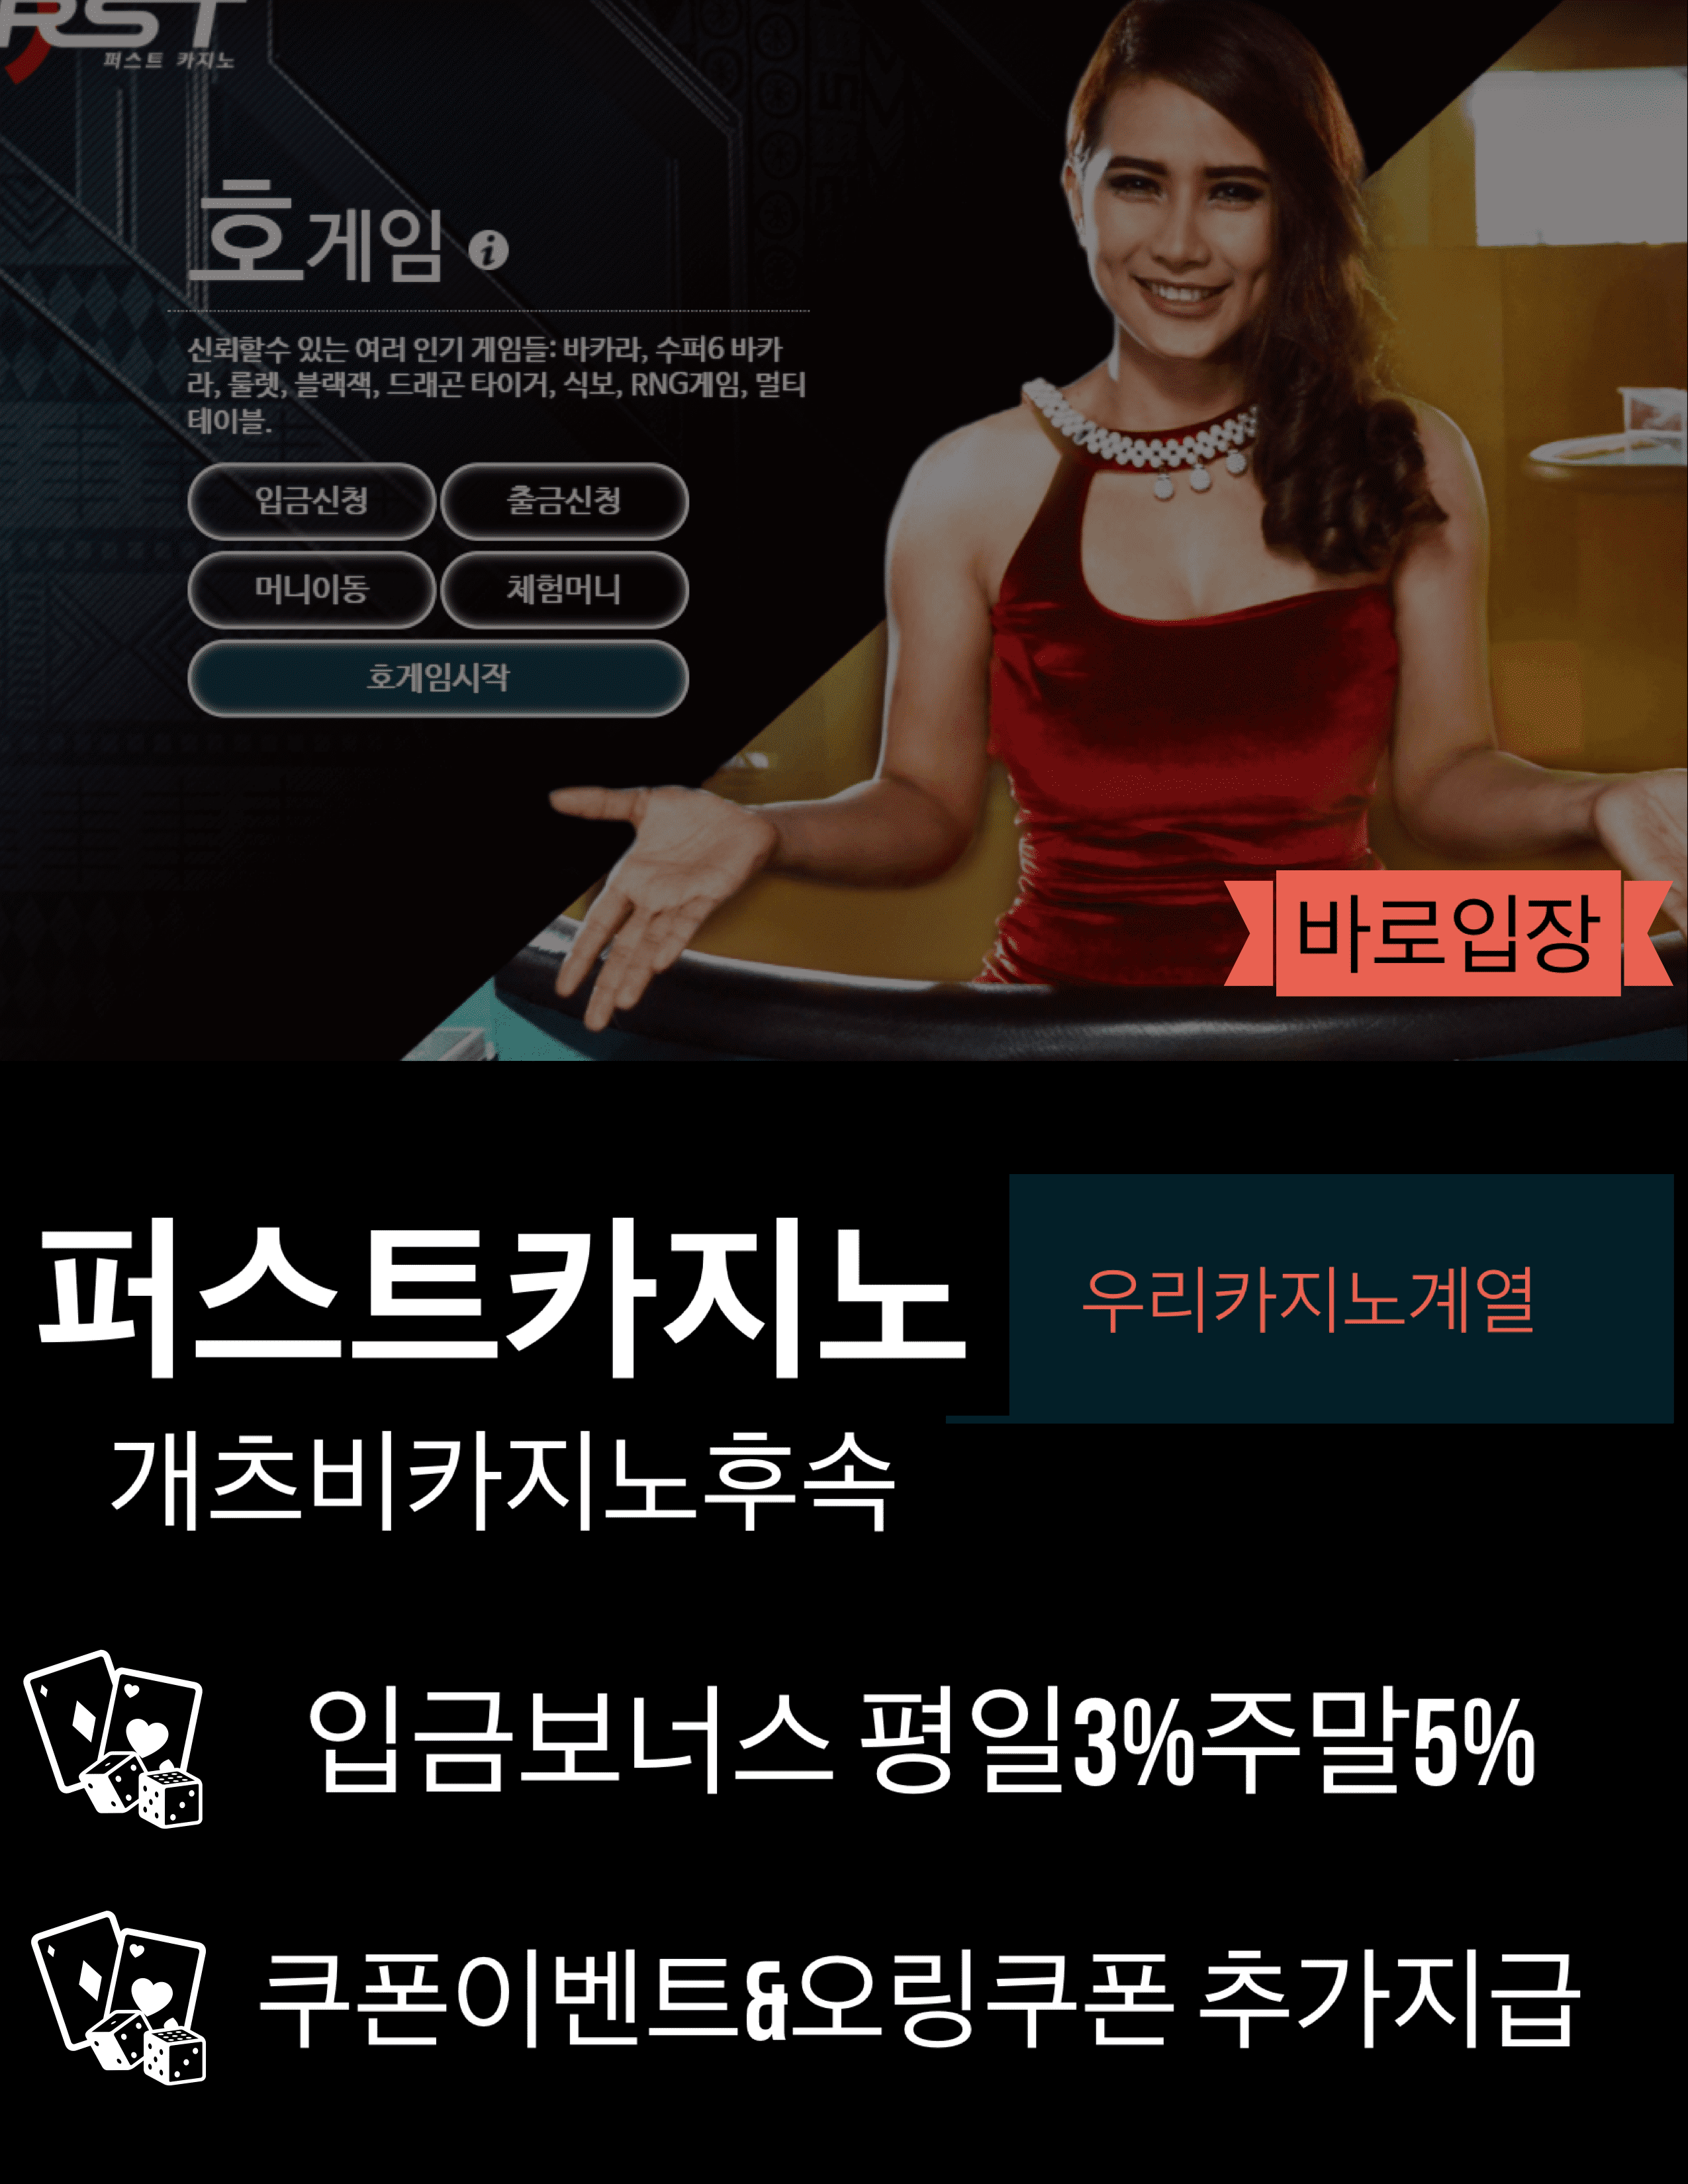 RST
퍼스트 카지노
호게임
신뢰할수 있는 여러 인기 게임들: 바카라, 수퍼6 바카
라, 룰렛, 블랙잭, 드래곤 타이거, 식보, RNG게임, 멀티
테이블.
입금신청 출금신청
머니이동 체험머니
호게임시작
바로입장
퍼스트카지노
우리카지노계열
개츠비카지노후속
입금보너스 평일3%주말5%
쿠폰이벤트&오링쿠폰 추가지급